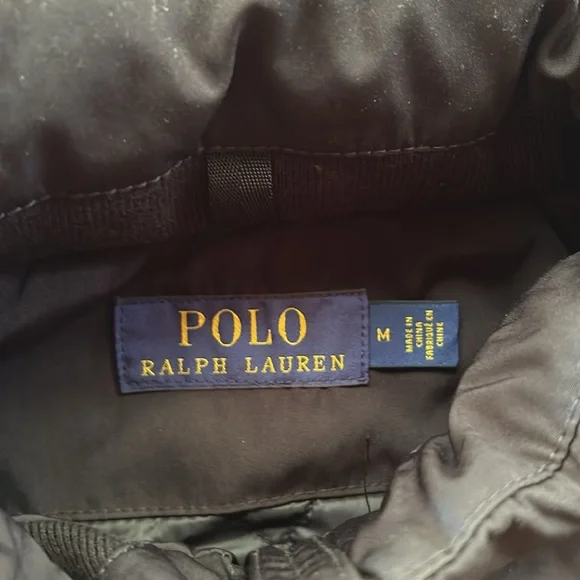 POLO
RALPH LAUREN
M
MADE IN
CHINA
FABRIQUÉ EN
CHINE